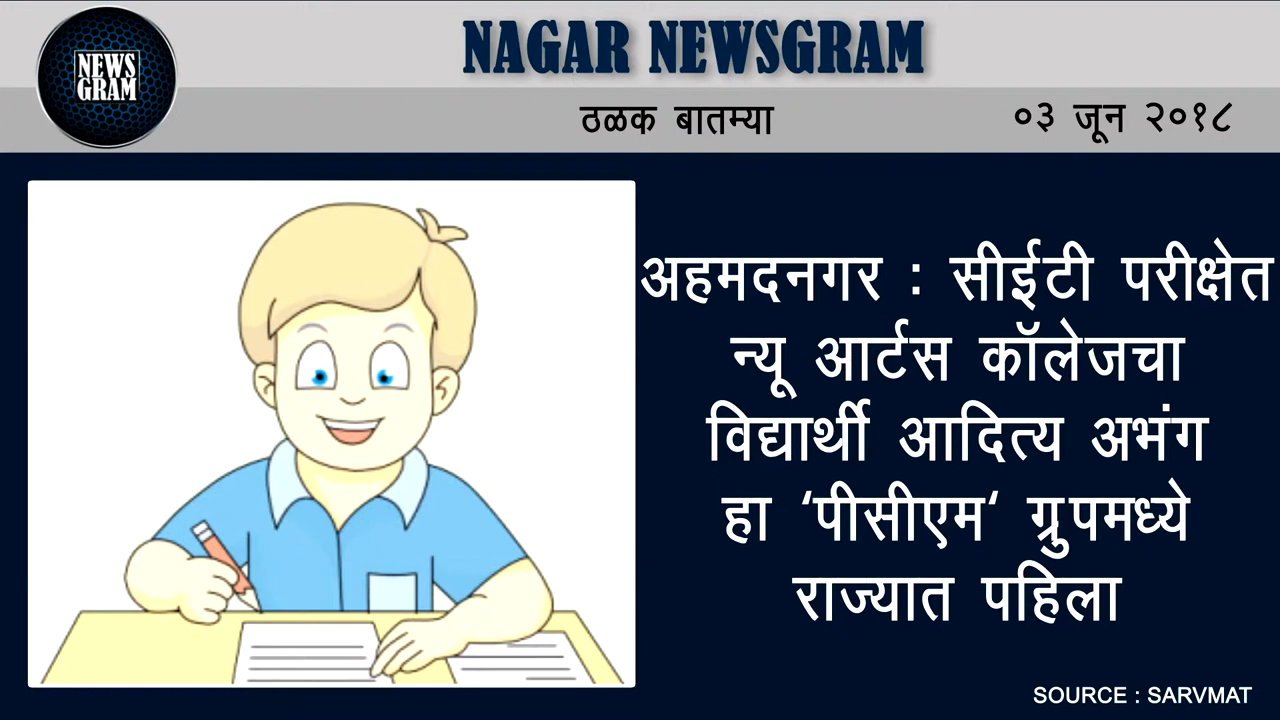 NEWS
GRAM
NAGAR NEWSGRAM
ठळक बातम्या
०३ जून २०१८
अहमदनगर : सीईटी परीक्षेत
न्यू आर्टस कॉलेजचा
विद्यार्थी आदित्य अभंग
हा ‘पीसीएम‘ ग्रुपमध्ये
राज्यात पहिला
SOURCE : SARVMAT